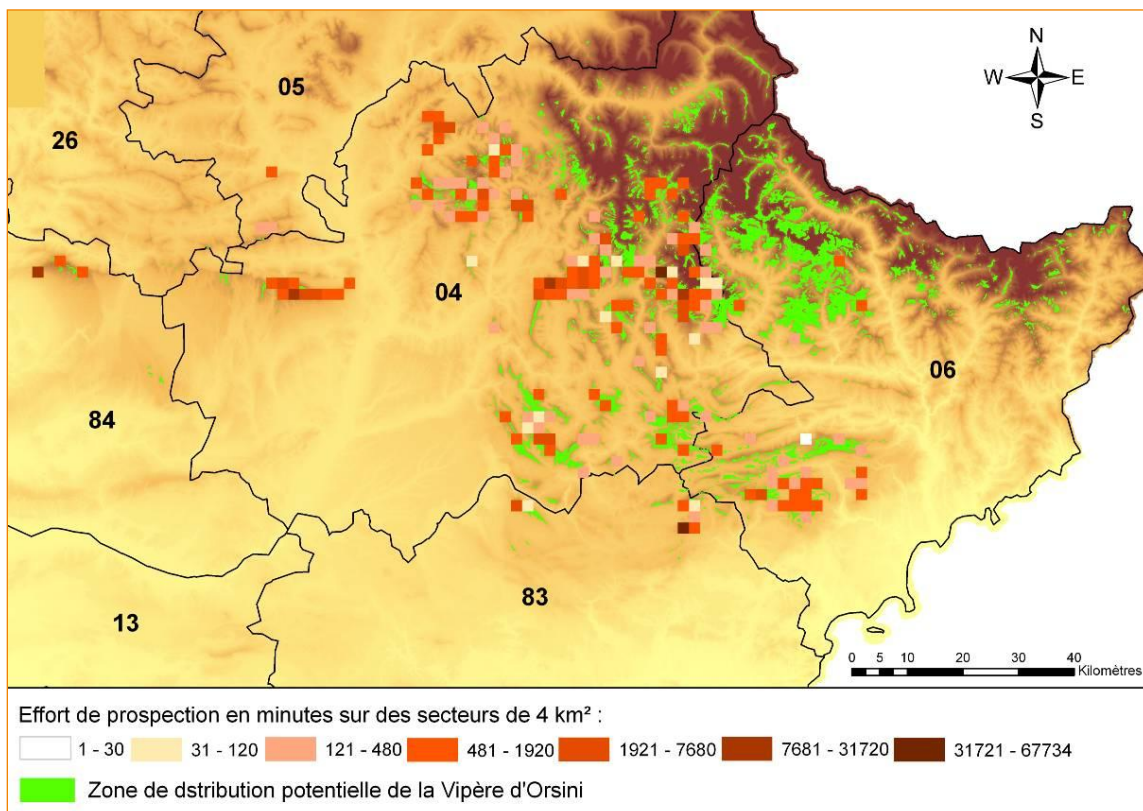 N
W E
S
05
26
04
06
84
83
13
0 5 10 20 30 40
Kilomètres
Effort de prospection en minutes sur des secteurs de 4 km² :
1 - 30 31 - 120 121 - 480 481 - 1920 1921 - 7680 7681 - 31720 31721 - 67734
Zone de dstribution potentielle de la Vipère d'Orsini